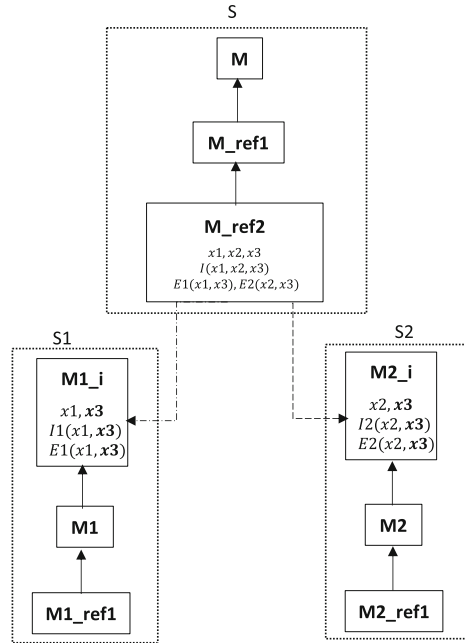 S
M
M_ref1
M_ref2
x1, x2, x3
I(x1, x2, x3)
E1(x1, x3), E2(x2, x3)
S1
M1_i
x1, x3
I1(x1, x3)
E1(x1, x3)
M1
M1_ref1
S2
M2_i
x2, x3
I2(x2, x3)
E2(x2, x3)
M2
M2_ref1